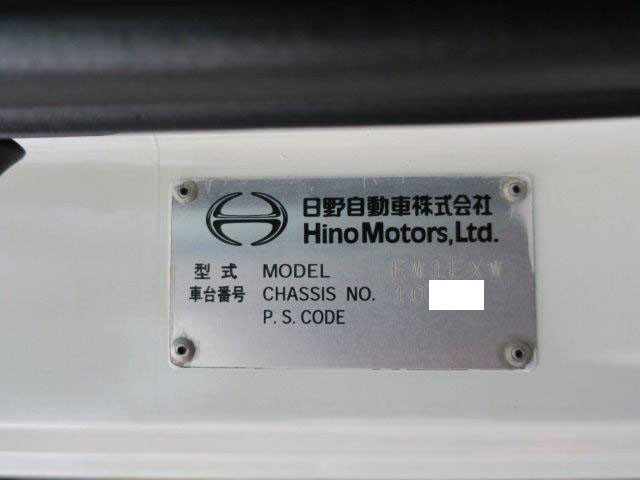 日野自動車株式会社
Hino Motors, Ltd.
型式 MODEL FW1EXW
車台番号 CHASSIS NO. 10
P.S.CODE